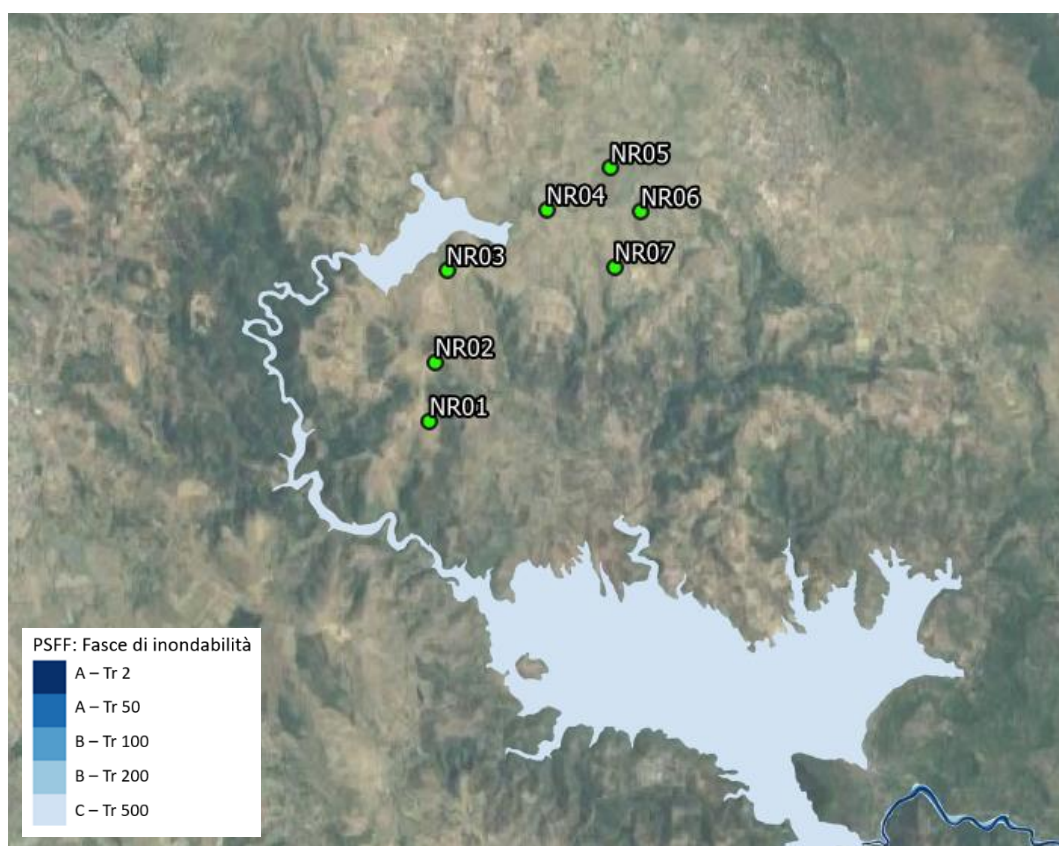 NR05
NR04
NR06
NR07
NR03
NR02
NR01
PSFF: Fasce di inondabilità
A – Tr 2
A – Tr 50
B – Tr 100
B – Tr 200
C – Tr 500